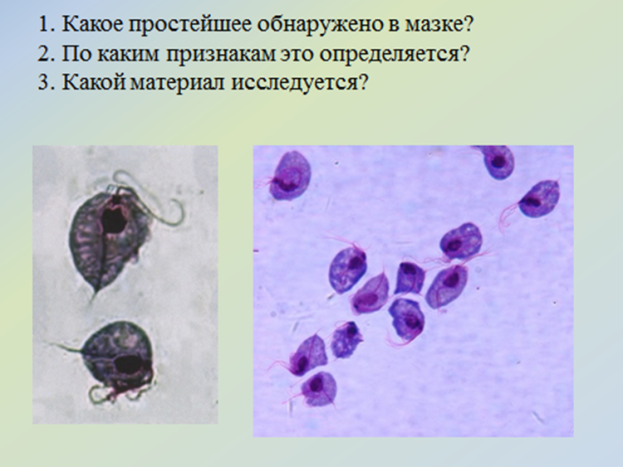 1. Какое простейшее обнаружено в мазке?
2. По каким признакам это определяется?
3. Какой материал исследуется?